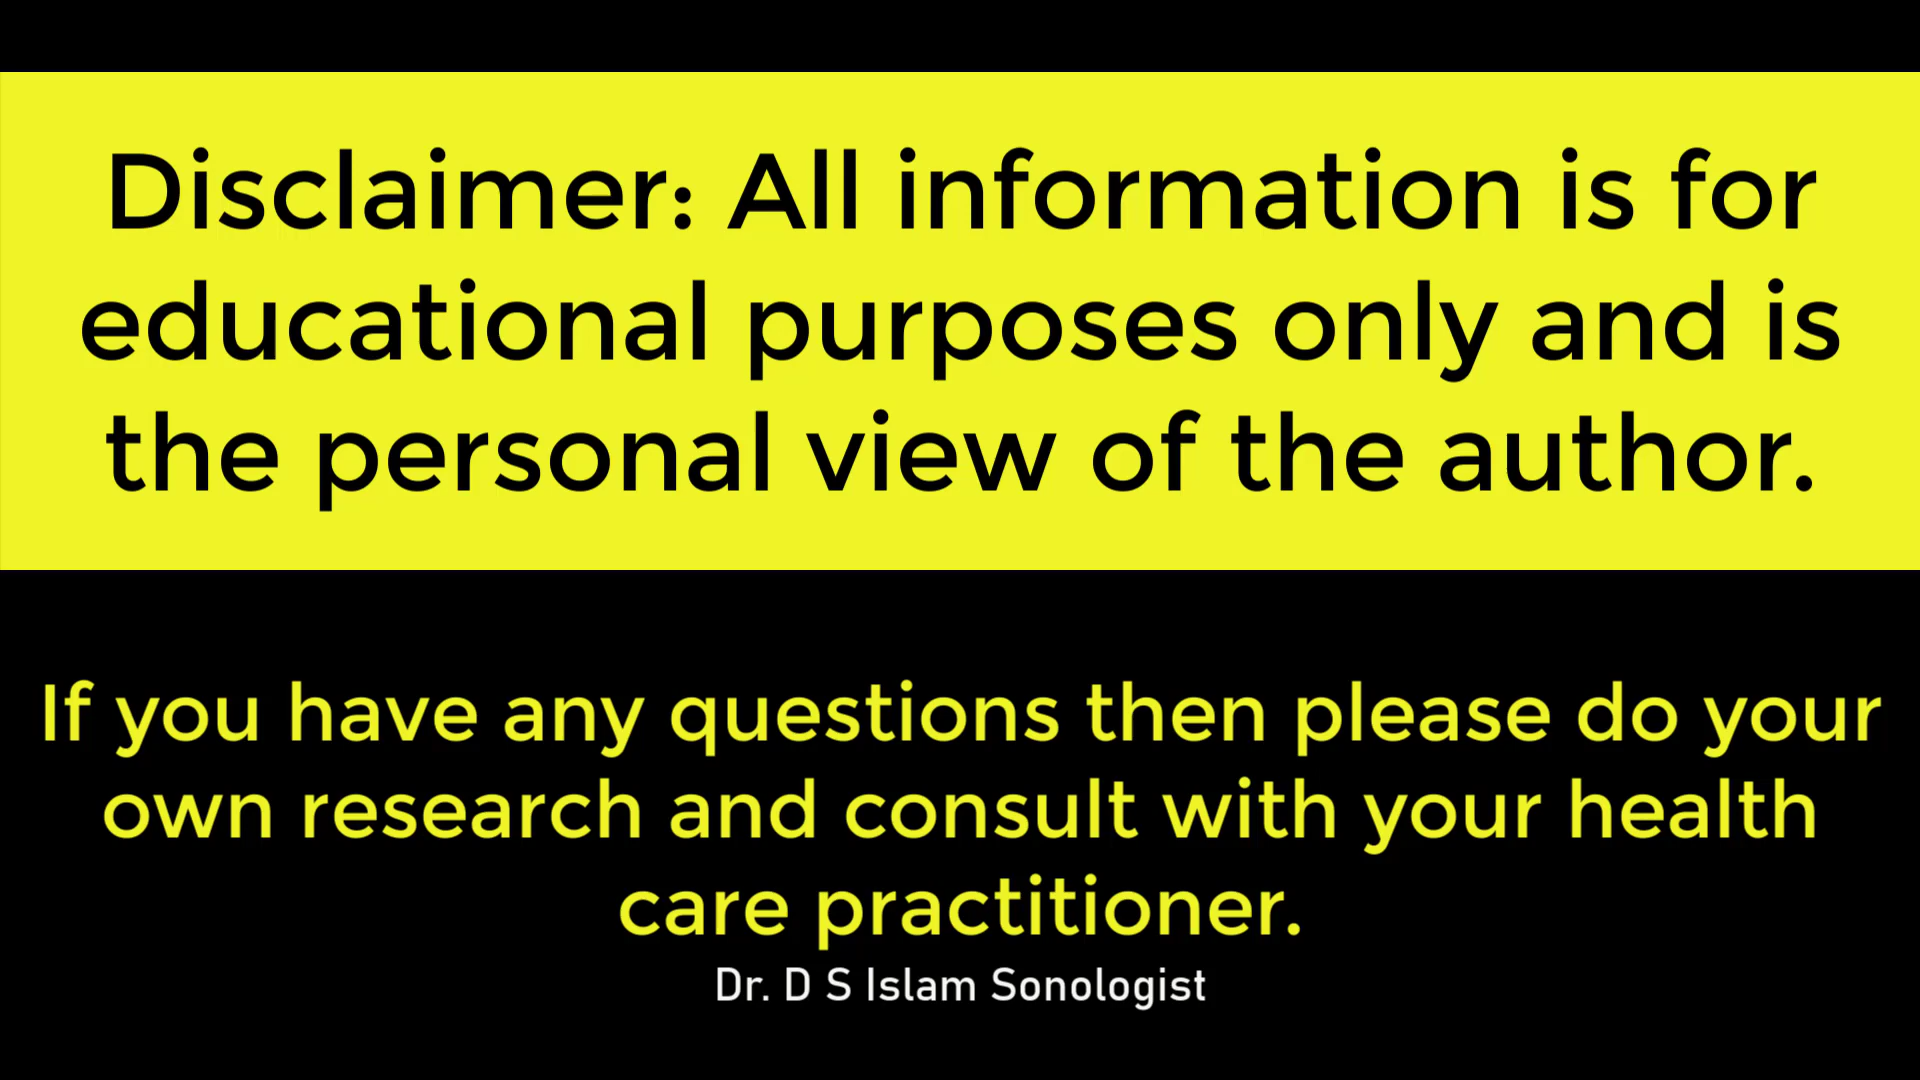 Disclaimer: All information is for
educational purposes only and is
the personal view of the author.
If you have any questions then please do your
own research and consult with your health
care practitioner.
Dr. D S Islam Sonologist